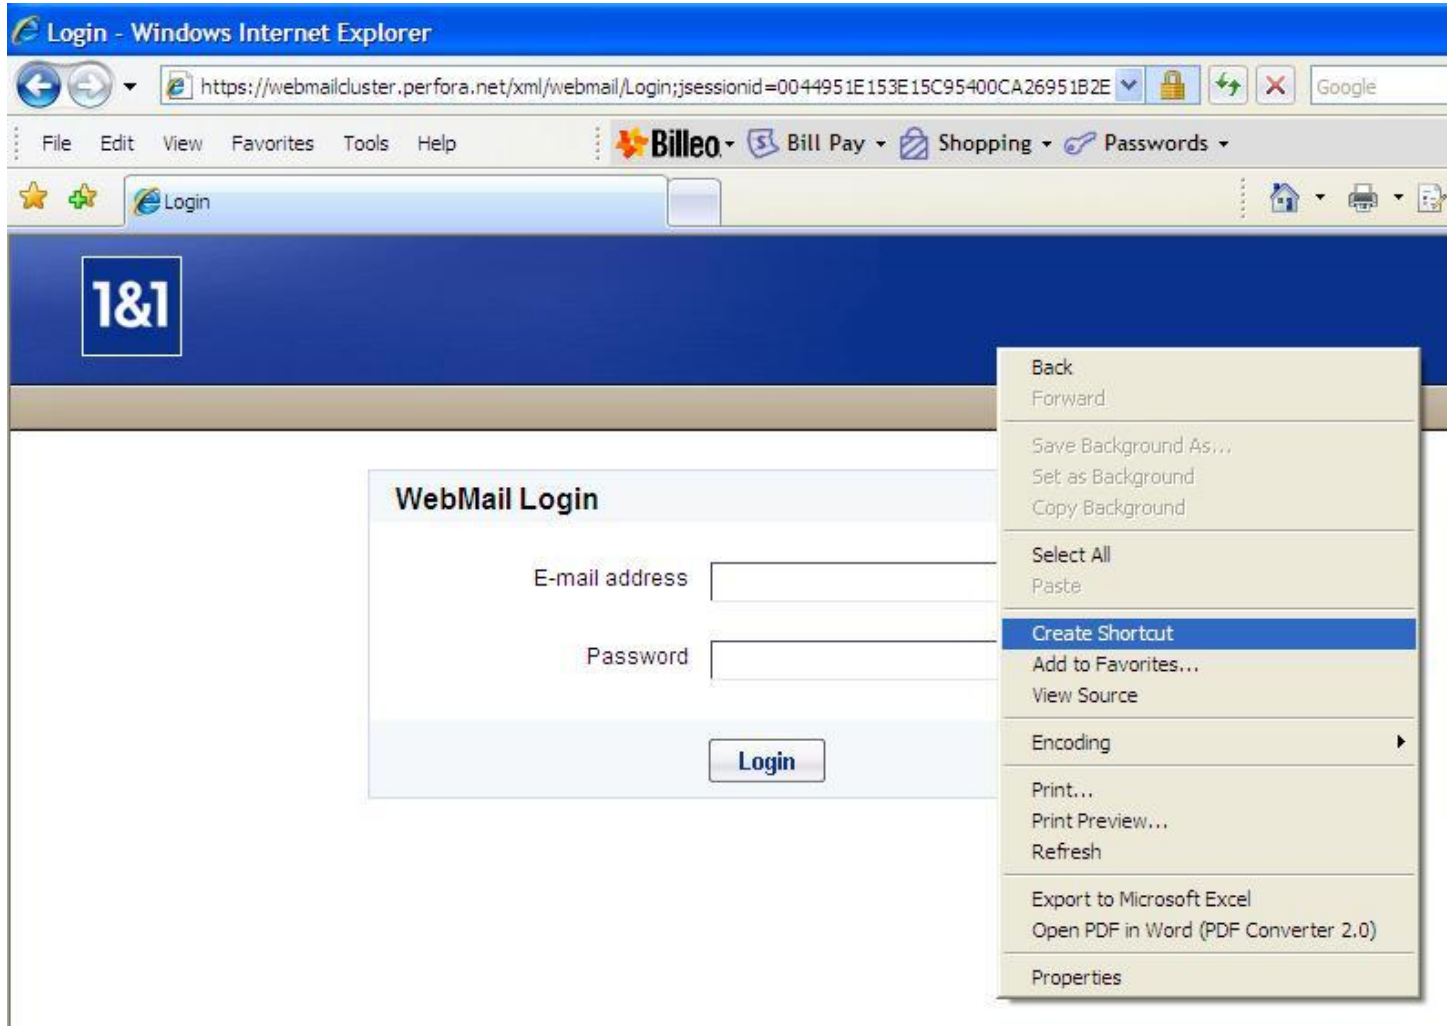 Login - Windows Internet Explorer
https://webmailcluster.perfora.net/xml/webmail/Login;jsessionid=0044951E153E15C95400CA26951B2E
Google
File Edit View Favorites Tools Help
Billeo Bill Pay Shopping Passwords
Login
1&1
Back
Forward
Save Background As...
Set as Background
Copy Background
Select All
Paste
Create Shortcut
Add to Favorites...
View Source
Encoding
Print...
Print Preview...
Refresh
Export to Microsoft Excel
Open PDF in Word (PDF Converter 2.0)
Properties
WebMail Login
E-mail address
Password
Login